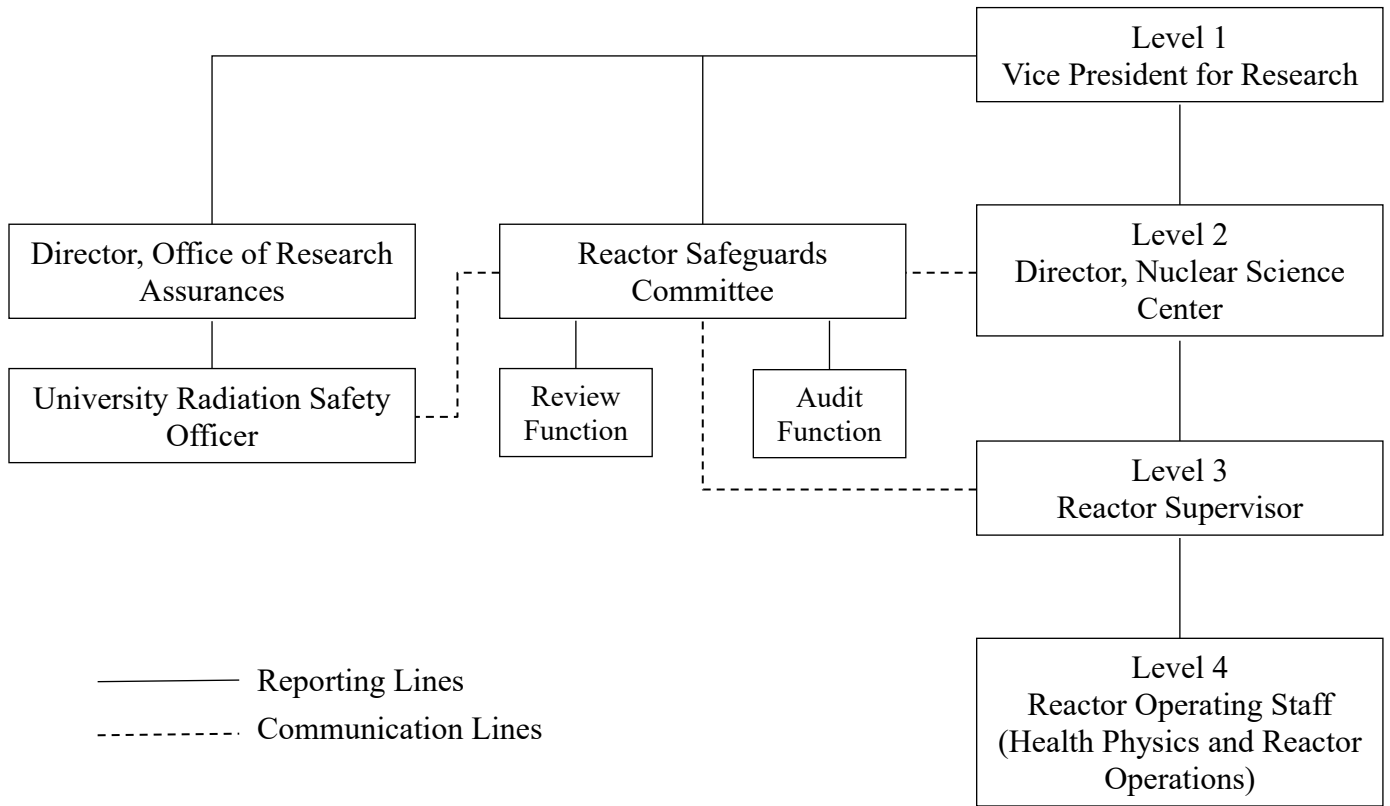 Level 1
Vice President for Research
Director, Office of Research
Assurances
Reactor Safeguards
Committee
Level 2
Director, Nuclear Science
Center
University Radiation Safety
Officer
Review
Function
Audit
Function
Level 3
Reactor Supervisor
Level 4
Reactor Operating Staff
(Health Physics and Reactor
Operations)
Reporting Lines
Communication Lines